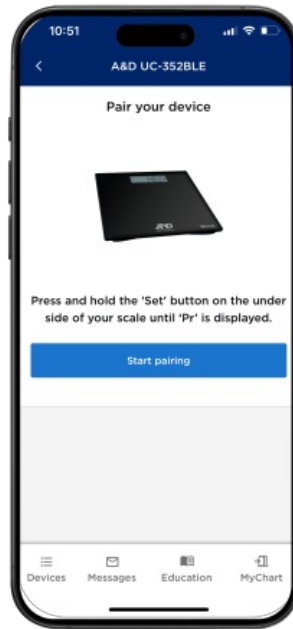 10:51
A&D UC-352BLE
Pair your device
AND
Press and hold the 'Set' button on the under
side of your scale until 'Pr' is displayed.
Start pairing
Devices Messages Education MyChart